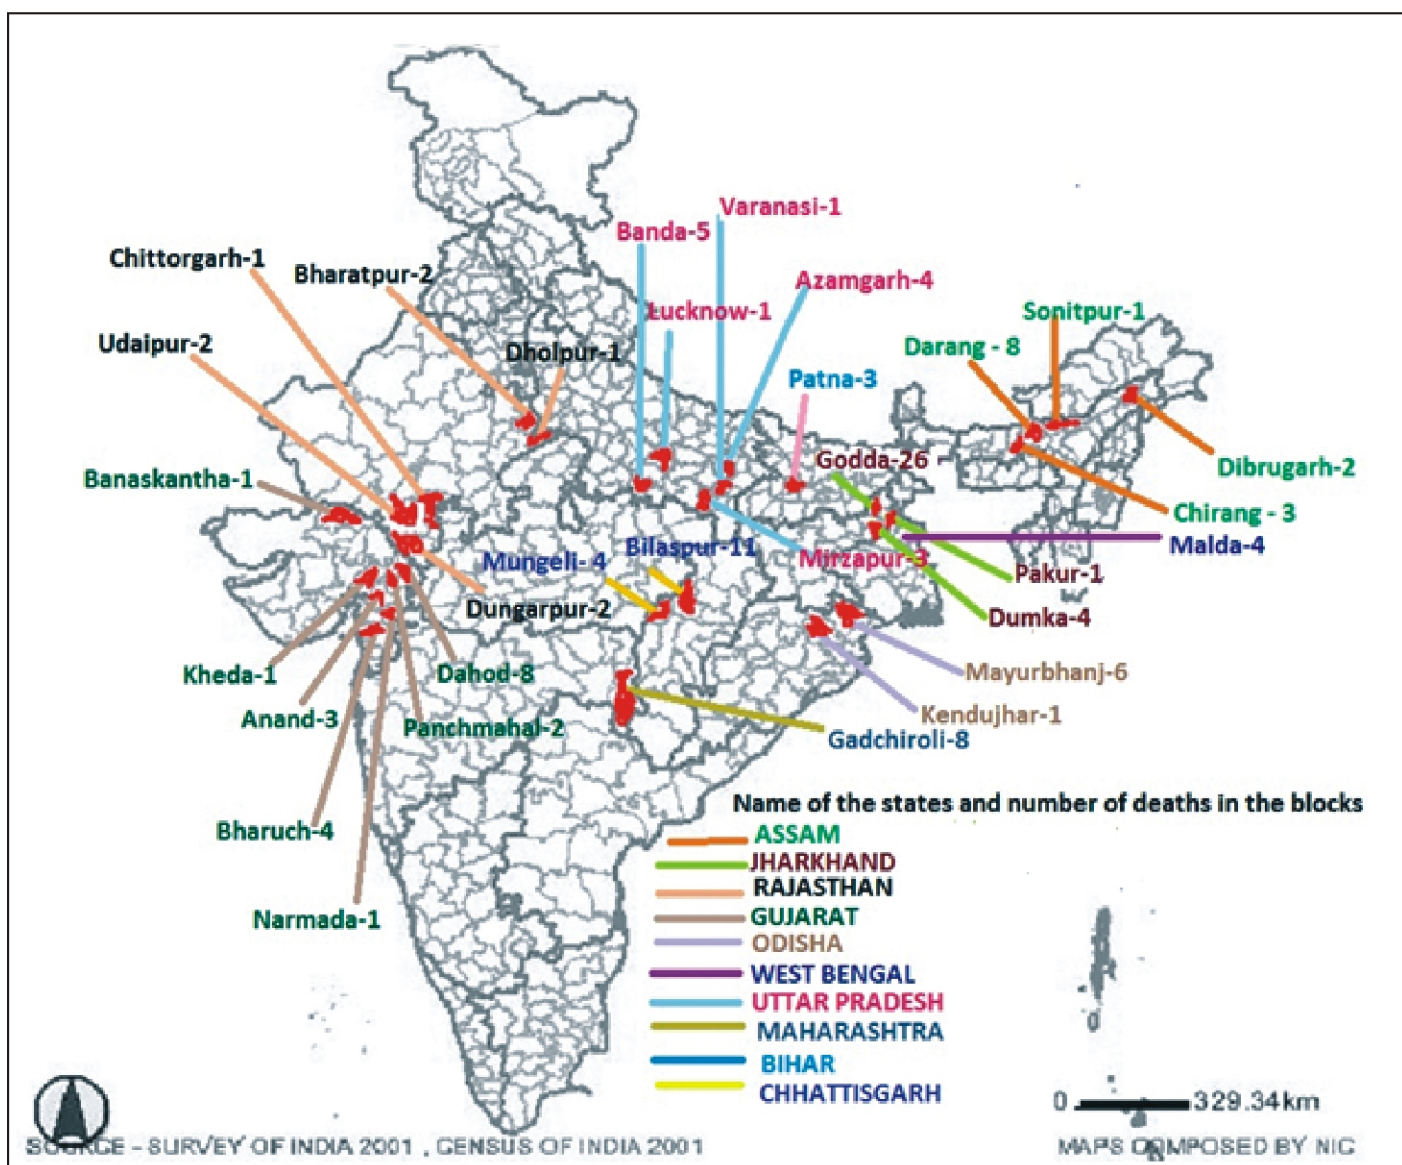 Varanasi-1
Banda-5
Chittorgarh-1
Bharatpur-2
Azamgarh-4
Lucknow-1
Sonitpur-1
Udaipur-2
Dholpur-1
Darang - 8
Patna-3
Godda-26
Dibrugarh-2
Banaskantha-1
Chirang - 3
Malda-4
Bilaspur-11
Mungeli- 4
Mirzapur-3
Pakur-1
Dungarpur-2
Dumka-4
Kheda-1
Dahod-8
Mayurbhanj-6
Anand-3
Kendujhar-1
Panchmahal-2
Gadchiroli-8
Name of the states and number of deaths in the blocks
Bharuch-4
ASSAM
JHARKHAND
RAJASTHAN
Narmada-1
GUJARAT
ODISHA
WEST BENGAL
UTTAR PRADESH
MAHARASHTRA
BIHAR
CHHATTISGARH
0 329.34km
SOURCE - SURVEY OF INDIA 2001 , CENSUS OF INDIA 2001
MAPS COMPOSED BY NIC